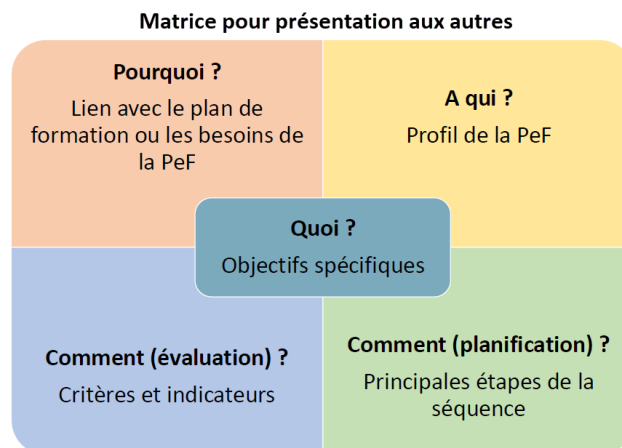 Matrice pour présentation aux autres
Pourquoi ?
Lien avec le plan de
formation ou les besoins de
la PeF
A qui ?
Profil de la PeF
Quoi ?
Objectifs spécifiques
Comment (évaluation) ?
Critères et indicateurs
Comment (planification) ?
Principales étapes de la
séquence